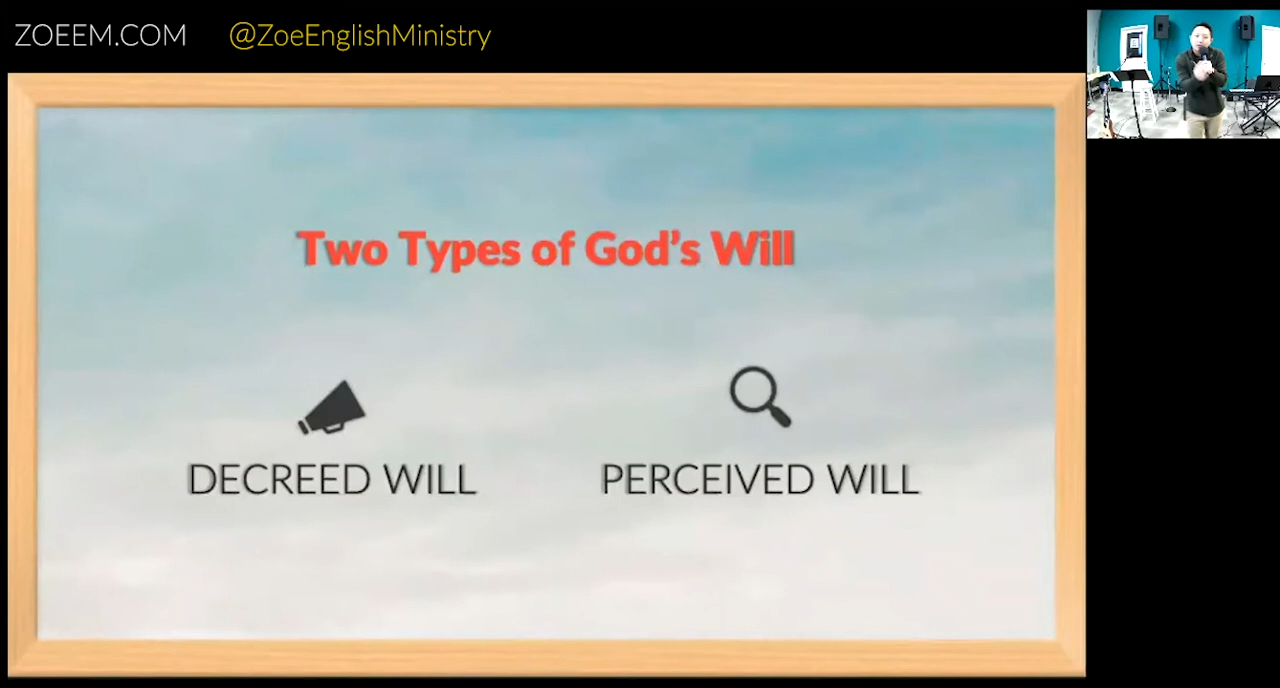 ZOEEM.COM @ZoeEnglishMinistry
Two Types of God's Will
DECREED WILL PERCEIVED WILL